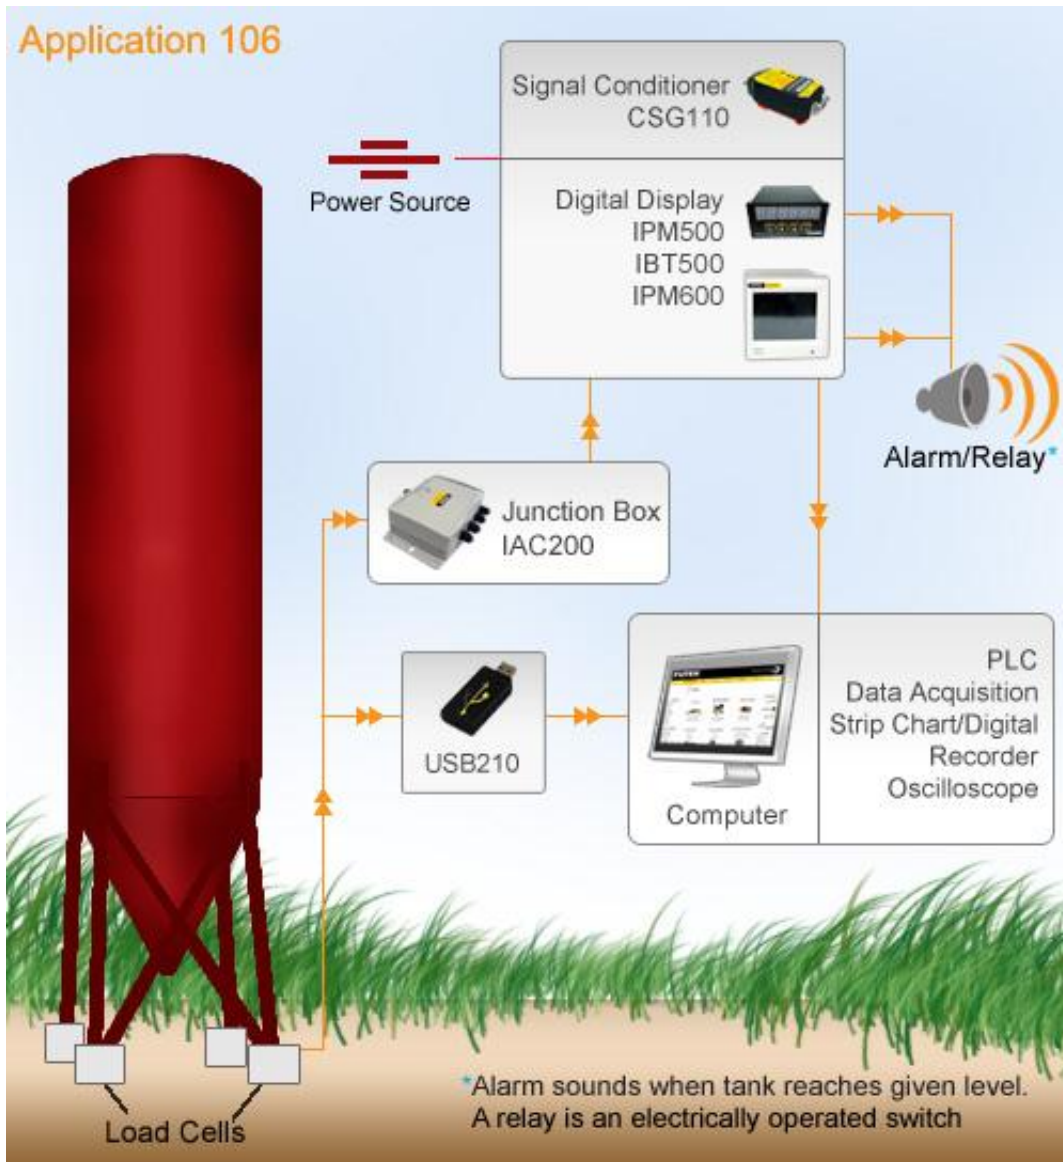 Application 106
Signal Conditioner
CSG110
Power Source
Digital Display
IPM500
IBT500
IPM600
Alarm/Relay*
Junction Box
IAC200
USB210
Computer
PLC
Data Acquisition
Strip Chart/Digital
Recorder
Oscilloscope
Load Cells
*Alarm sounds when tank reaches given level.
A relay is an electrically operated switch